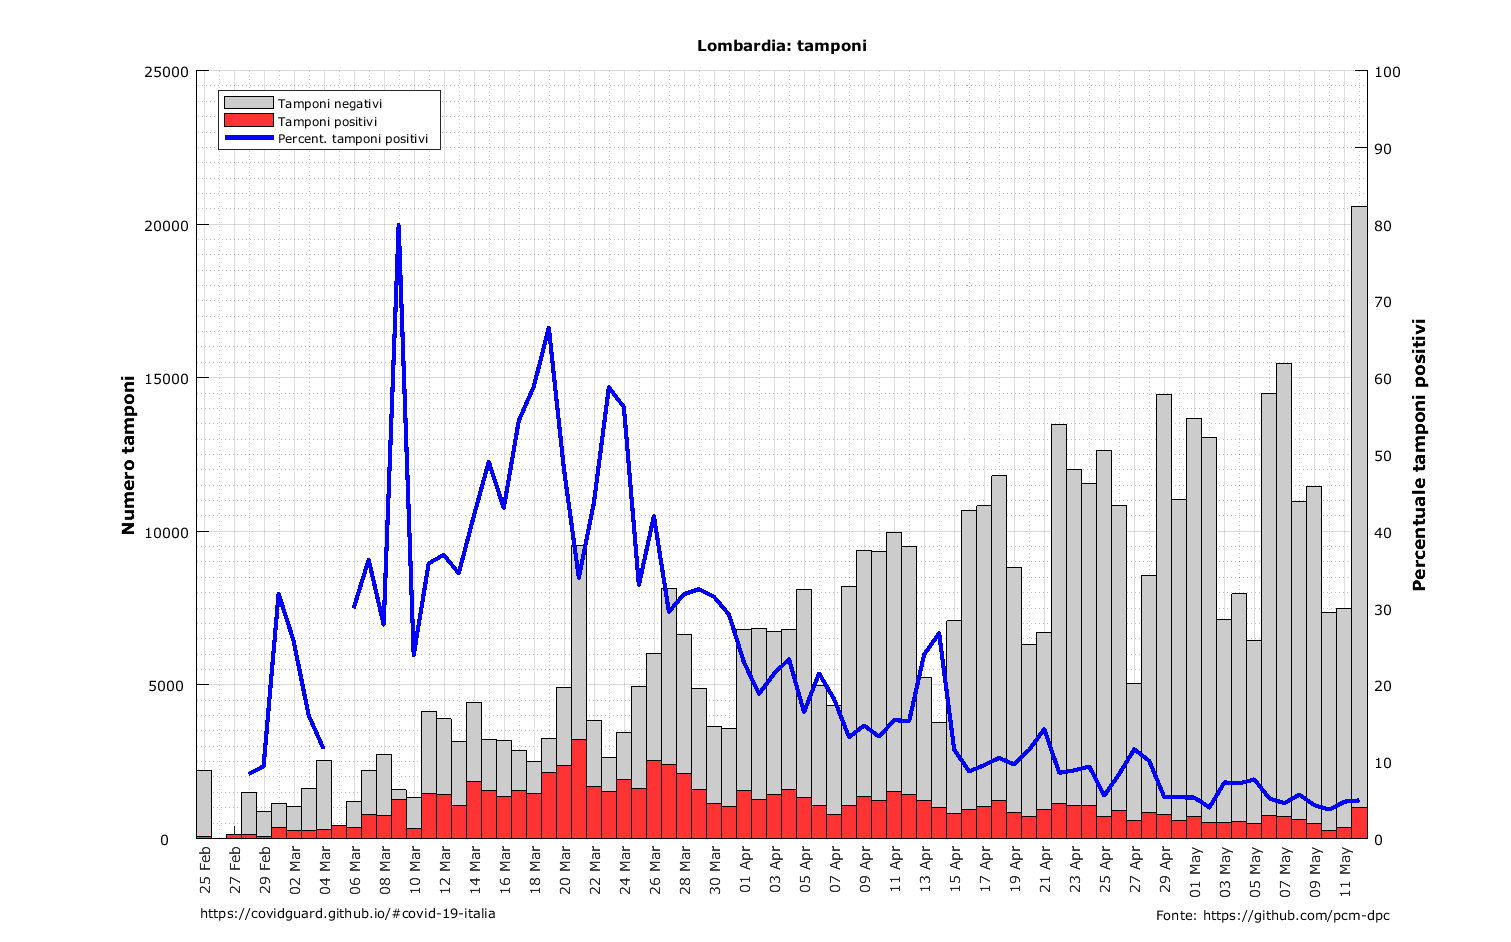 Lombardia: tamponi
Tamponi negativi
Tamponi positivi
Percent. tamponi positivi
Numero tamponi
25000
20000
15000
10000
5000
0
Percentuale tamponi positivi
100
90
80
70
60
50
40
30
20
10
0
25 Feb
27 Feb
29 Feb
02 Mar
04 Mar
06 Mar
08 Mar
10 Mar
12 Mar
14 Mar
16 Mar
18 Mar
20 Mar
22 Mar
24 Mar
26 Mar
28 Mar
30 Mar
01 Apr
03 Apr
05 Apr
07 Apr
09 Apr
11 Apr
13 Apr
15 Apr
17 Apr
19 Apr
21 Apr
23 Apr
25 Apr
27 Apr
29 Apr
01 May
03 May
05 May
07 May
09 May
11 May
https://covidguard.github.io/#covid-19-italia
Fonte: https://github.com/pcm-dpc